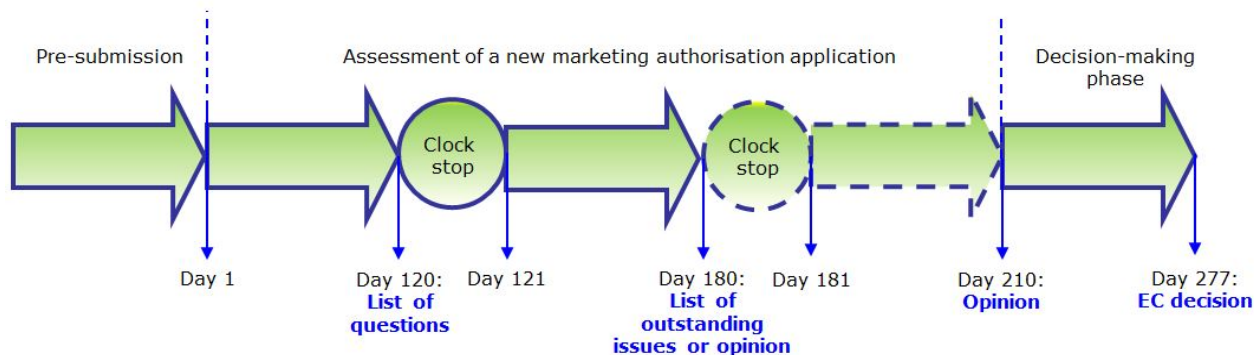 Pre-submission
Assessment of a new marketing authorisation application
Decision-making
phase
Clock
stop
Clock
stop
Day 1
Day 120:
List of
questions
Day 121
Day 180:
List of
outstanding
issues or opinion
Day 181
Day 210:
Opinion
Day 277:
EC decision